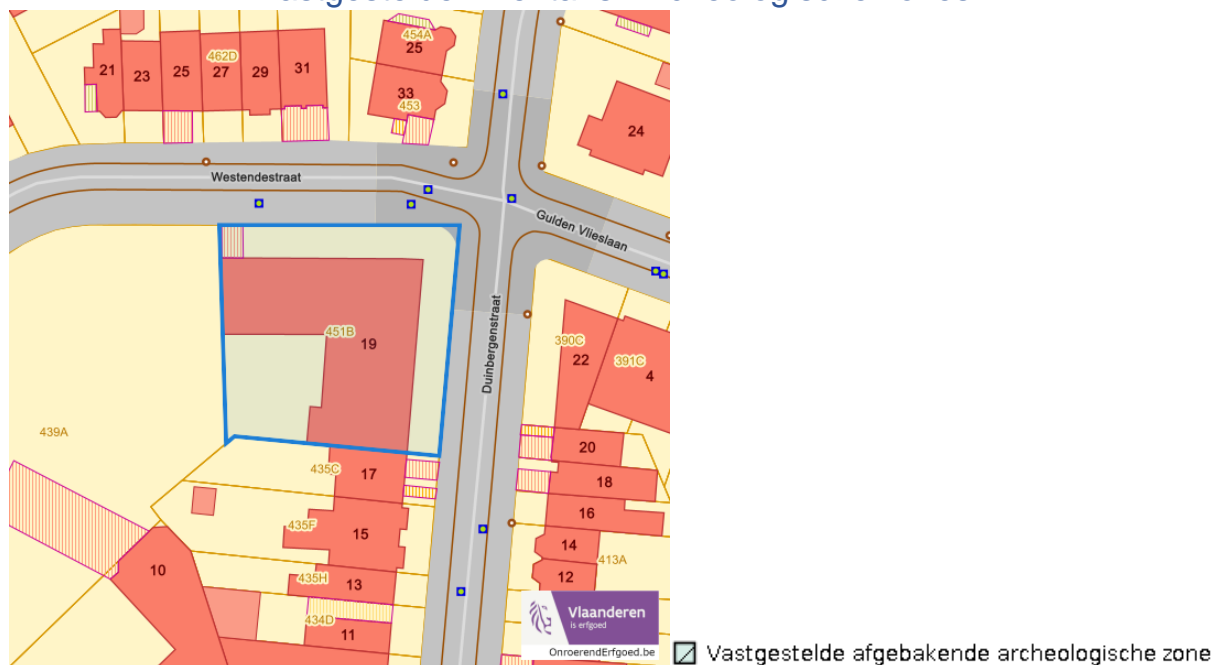 454A
25
462D
21
23
25
27
29
31
33
453
24
Westendestraat
Gulden Vlieslaan
Duinbergenstraat
451B
19
390C
22
391C
4
439A
20
435C
17
18
16
435F
15
14
413A
10
435H
13
12
434D
11
Vlaanderen
is erfgoed
OnroerendErfgoed.be
Vastgestelde afgebakende archeologische zone